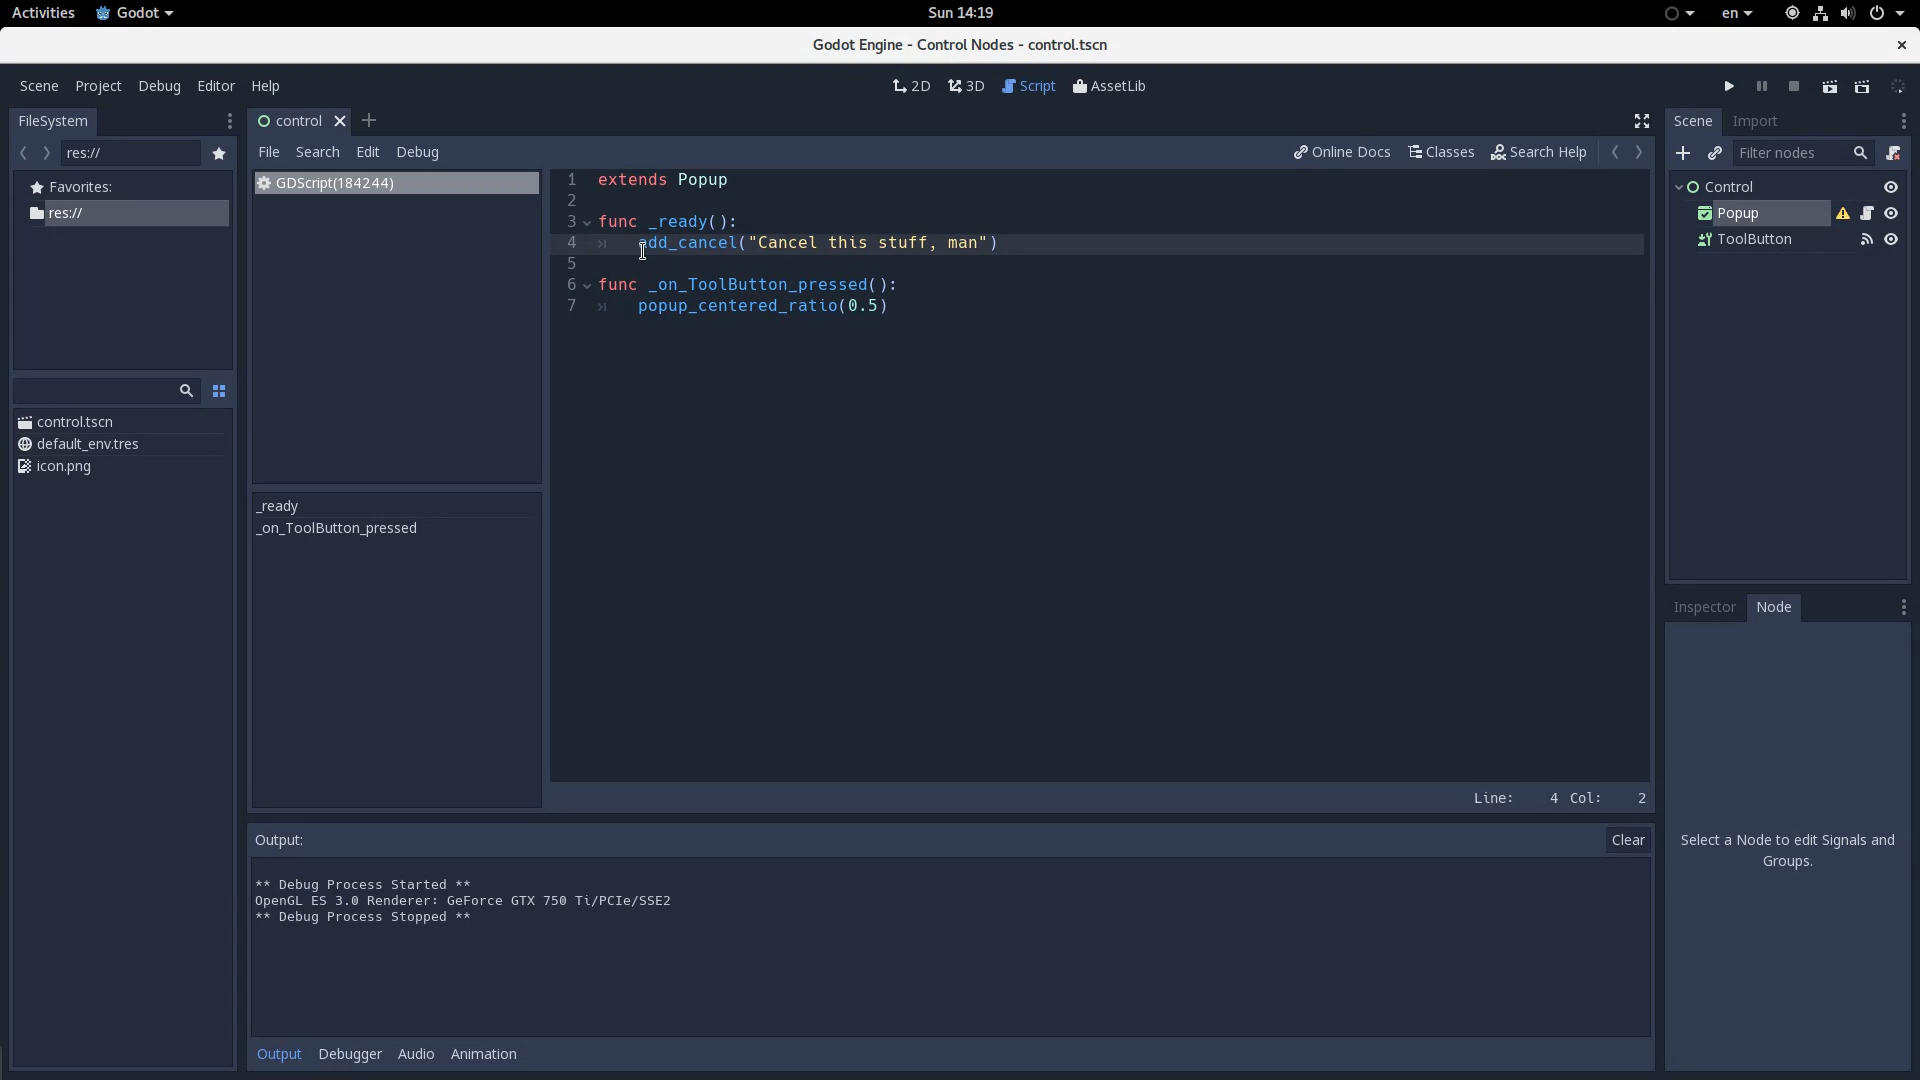 Activities Godot Sun 14:19 en
Godot Engine - Control Nodes - control.tscn
Scene Project Debug Editor Help 2D 3D Script AssetLib
FileSystem
res://
Favorites:
res://
control.tscn
default_env.tres
icon.png
control
File Search Edit Debug Online Docs Classes Search Help
GDScript(184244)
_ready
_on_ToolButton_pressed
1 extends Popup
2
3 func _ready():
4 add_cancel("Cancel this stuff, man")
5
6 func _on_ToolButton_pressed():
7 popup_centered_ratio(0.5)
Line: 4 Col: 2
Output: Clear
** Debug Process Started **
OpenGL ES 3.0 Renderer: GeForce GTX 750 Ti/PCIe/SSE2
** Debug Process Stopped **
Output Debugger Audio Animation
Scene Import
Filter nodes
Control
Popup
ToolButton
Inspector Node
Select a Node to edit Signals and
Groups.